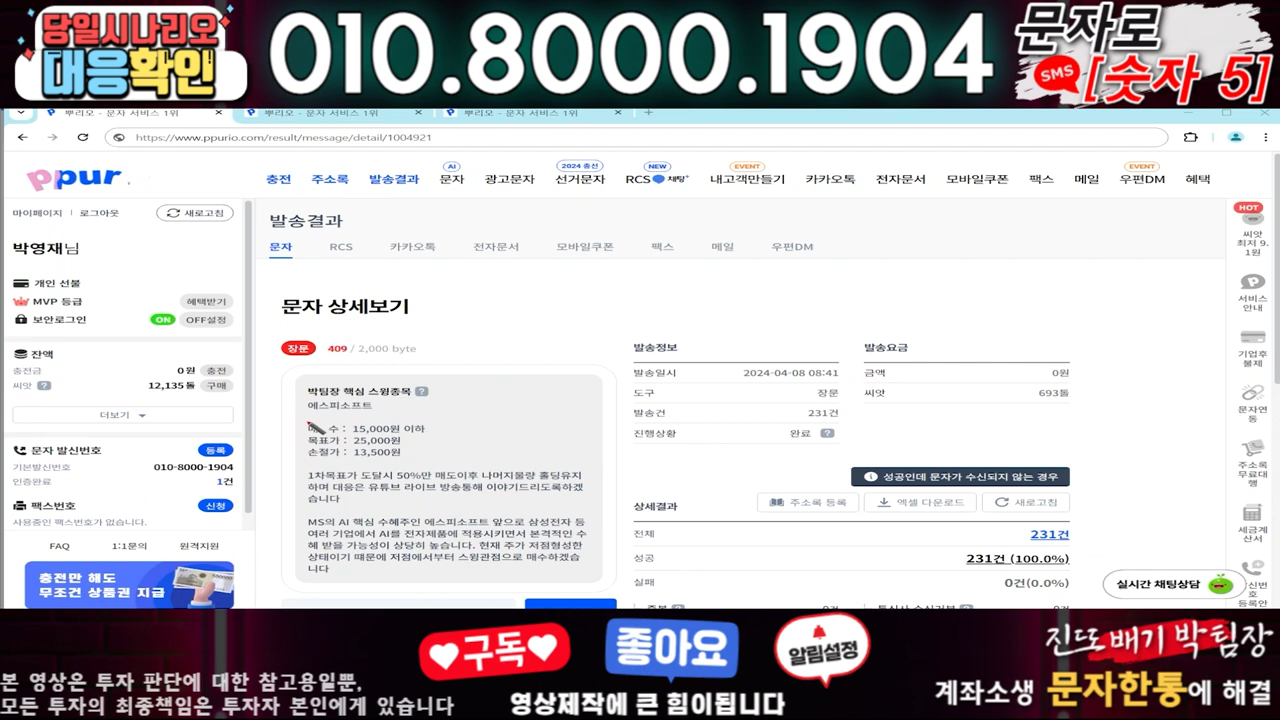 당일시나리오
대응확인
010.8000.1904
문자로
SMS
[숫자 5]
뿌리오 - 문자 서비스 1위
뿌리오 - 문자 서비스 1위
뿌리오 - 문자 서비스 1위
https://www.ppurio.com/result/message/detail/1004921
ppur
충전
주소록
발송결과
AI
문자
광고문자
2024 총선
선거문자
NEW
RCS 채팅+
EVENT
내고객만들기
카카오톡
전자문서
모바일쿠폰
팩스
메일
EVENT
우편DM
혜택
마이페이지 | 로그아웃
새로고침
박영재님
개인 선불
MVP 등급
혜택받기
보안로그인
ON
OFF설정
잔액
충전금
0원
충전
씨앗 ?
12,135톨
구매
더보기
문자 발신번호
등록
기본발신번호
010-8000-1904
인증완료
1건
팩스번호
신청
사용중인 팩스번호가 없습니다.
FAQ
1:1문의
원격지원
충전만 해도
무조건 상품권 지급
발송결과
문자
RCS
카카오톡
전자문서
모바일쿠폰
팩스
메일
우편DM
문자 상세보기
장문
409 / 2,000 byte
박팀장 핵심 스윙종목 ?
에스피소프트
수 : 15,000원 이하
목표가 : 25,000원
손절가 : 13,500원
1차목표가 도달시 50%만 매도이후 나머지물량 홀딩유지
하며 대응은 유튜브 라이브 방송통해 이야기드리도록하겠
습니다
MS의 AI 핵심 수혜주인 에스피소프트 앞으로 삼성전자 등
여러 기업에서 AI를 전자제품에 적용시키면서 본격적인 수
혜 받을 가능성이 상당히 높습니다. 현재 주가 저점형성한
상태이기 때문에 저점에서부터 스윙관점으로 매수하겠습
니다
발송정보
발송일시
2024-04-08 08:41
도구
장문
발송건
231건
진행상황
완료 ?
발송요금
금액
0원
씨앗
693톨
성공인데 문자가 수신되지 않는 경우
상세결과
주소록 등록
엑셀 다운로드
새로고침
전체
231건
성공
231건 (100.0%)
실패
0건(0.0%)
HOT
씨앗
최저 9.
1원
서비스
안내
기업후
불제
문자연
동
주소록
무료대
행
세금계
산서
실시간 채팅상담
본 영상은 투자 판단에 대한 참고용일뿐,
모든 투자의 최종책임은 투자자 본인에게 있습니다
구독
좋아요
알림설정
영상제작에 큰 힘이됩니다
진또배기 박팀장
계좌소생 문자한통에 해결